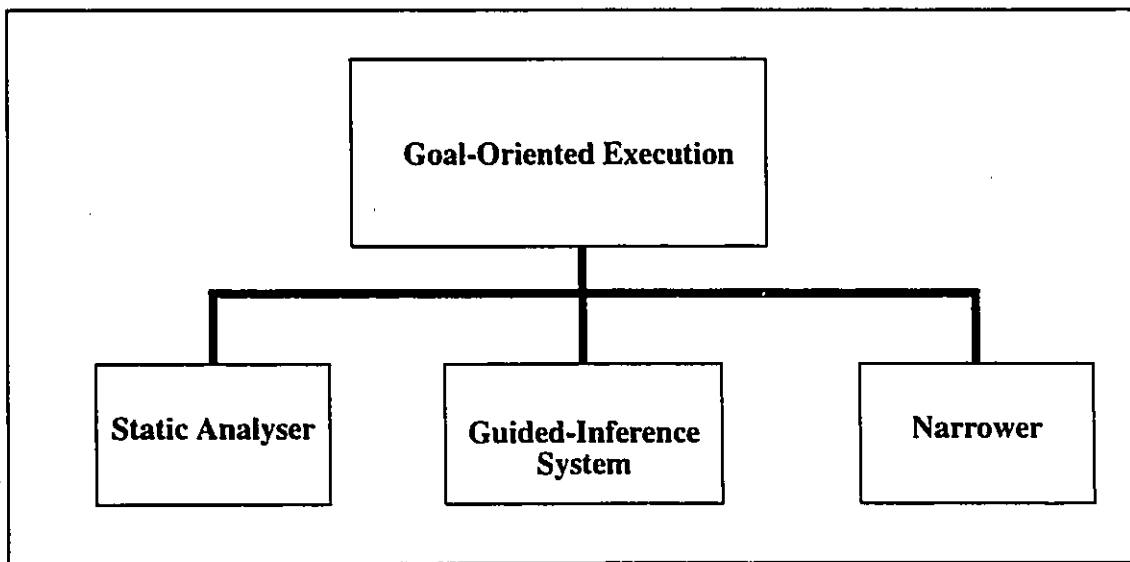 Goal-Oriented Execution
Static Analyser
Guided-Inference
System
Narrower